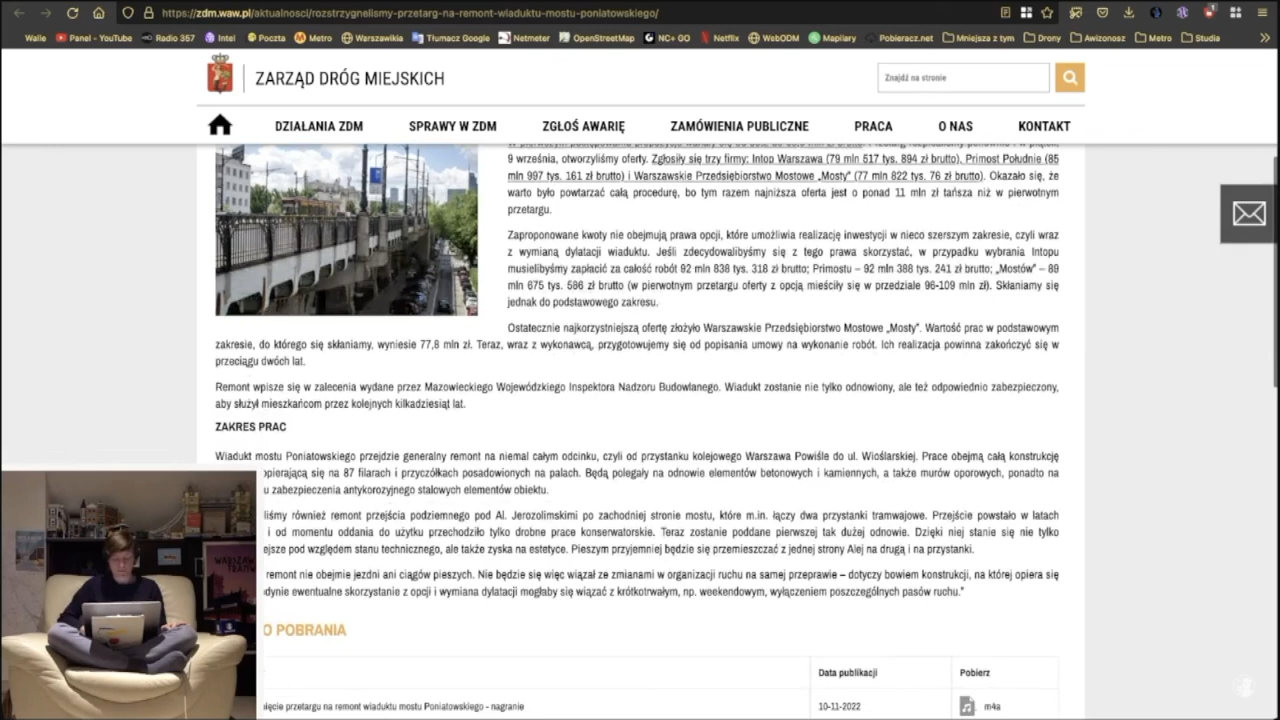 https://zdm.waw.pl/aktualnosci/rozstrzygnelismy-przetarg-na-remont-wiaduktu-mostu-poniatowskiego/
Walle Panel - YouTube Radio 357 Intel Poczta Metro Warszawikia Tłumacz Google Netmeter OpenStreetMap NC+ GO Netflix WebODM Mapilary Pobieracz.net Mniejsza z tym Drony Awizonosz Metro Studia
ZARZĄD DRÓG MIEJSKICH
Znajdź na stronie
DZIAŁANIA ZDM SPRAWY W ZDM ZGŁOŚ AWARIĘ ZAMÓWIENIA PUBLICZNE PRACA O NAS KONTAKT
9 września, otworzyliśmy oferty. Zgłosiły się trzy firmy: Intop Warszawa (79 mln 517 tys. 894 zł brutto), Primost Południe (85
mln 997 tys. 161 zł brutto) i Warszawskie Przedsiębiorstwo Mostowe „Mosty” (77 mln 822 tys. 76 zł brutto). Okazało się, że
warto było powtarzać całą procedurę, bo tym razem najniższa oferta jest o ponad 11 mln zł tańsza niż w pierwotnym
przetargu.
Zaproponowane kwoty nie obejmują prawa opcji, które umożliwia realizację inwestycji w nieco szerszym zakresie, czyli wraz
z wymianą dylatacji wiaduktu. Jeśli zdecydowalibyśmy się z tego prawa skorzystać, w przypadku wybrania Intopu
musielibyśmy zapłacić za całość robót 92 mln 838 tys. 318 zł brutto; Primostu – 92 mln 388 tys. 241 zł brutto; „Mostów” – 89
mln 675 tys. 586 zł brutto (w pierwotnym przetargu oferty z opcją mieściły się w przedziale 96-109 mln zł). Skłaniamy się
jednak do podstawowego zakresu.
Ostatecznie najkorzystniejszą ofertę złożyło Warszawskie Przedsiębiorstwo Mostowe „Mosty”. Wartość prac w podstawowym
zakresie, do którego się skłaniamy, wyniesie 77,8 mln zł. Teraz, wraz z wykonawcą, przygotowujemy się od popisania umowy na wykonanie robót. Ich realizacja powinna zakończyć się w
przeciągu dwóch lat.
Remont wpisze się w zalecenia wydane przez Mazowieckiego Wojewódzkiego Inspektora Nadzoru Budowlanego. Wiadukt zostanie nie tylko odnowiony, ale też odpowiednio zabezpieczony,
aby służył mieszkańcom przez kolejnych kilkadziesiąt lat.
ZAKRES PRAC
Wiadukt mostu Poniatowskiego przejdzie generalny remont na niemal całym odcinku, czyli od przystanku kolejowego Warszawa Powiśle do ul. Wioślarskiej. Prace obejmą całą konstrukcję
opierającą się na 87 filarach i przyczółkach posadowionych na palach. Będą polegały na odnowie elementów betonowych i kamiennych, a także murów oporowych, ponadto na
u zabezpieczenia antykorozyjnego stalowych elementów obiektu.
liśmy również remont przejścia podziemnego pod Al. Jerozolimskimi po zachodniej stronie mostu, które m.in. łączy dwa przystanki tramwajowe. Przejście powstało w latach
i od momentu oddania do użytku przechodziło tylko drobne prace konserwatorskie. Teraz zostanie poddane pierwszej tak dużej odnowie. Dzięki niej stanie się nie tylko
ejsze pod względem stanu technicznego, ale także zyska na estetyce. Pieszym przyjemniej będzie się przemieszczać z jednej strony Alej na drugą i na przystanki.
remont nie obejmie jezdni ani ciągów pieszych. Nie będzie się więc wiązał ze zmianami w organizacji ruchu na samej przeprawie – dotyczy bowiem konstrukcji, na której opiera się
dynie ewentualne skorzystanie z opcji i wymiana dylatacji mogłaby się wiązać z krótkotrwałym, np. weekendowym, wyłączeniem poszczególnych pasów ruchu.”
O POBRANIA
Data publikacji Pobierz
ięcie przetargu na remont wiaduktu mostu Poniatowskiego - nagranie 10-11-2022 m4a